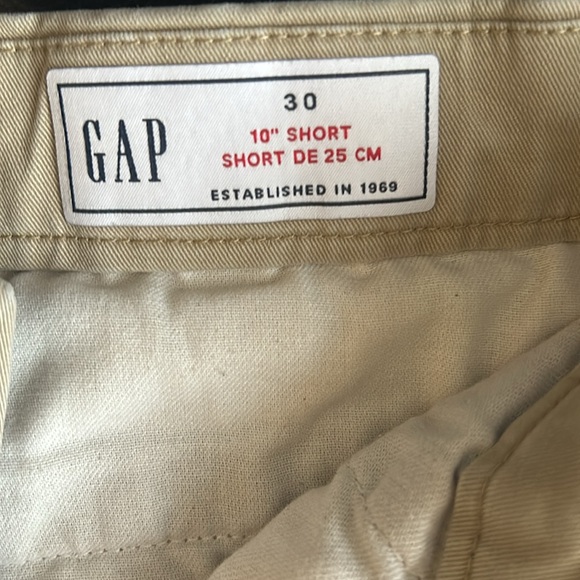 GAP
30
10" SHORT
SHORT DE 25 CM
ESTABLISHED IN 1969